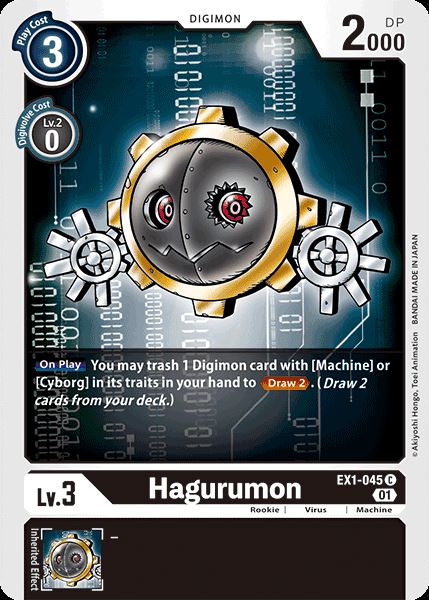 Play Cost
3
DIGIMON
DP
2000
Digivolve Cost
Lv.2
0
On Play You may trash 1 Digimon card with [Machine] or
[Cyborg] in its traits in your hand to Draw 2. (Draw 2
cards from your deck.)
©Akiyoshi Hongo, Toei Animation BANDAI MADE IN JAPAN
Lv.3
Hagurumon
EX1-045 C
01
Rookie | Virus | Machine
Inherited Effect
–